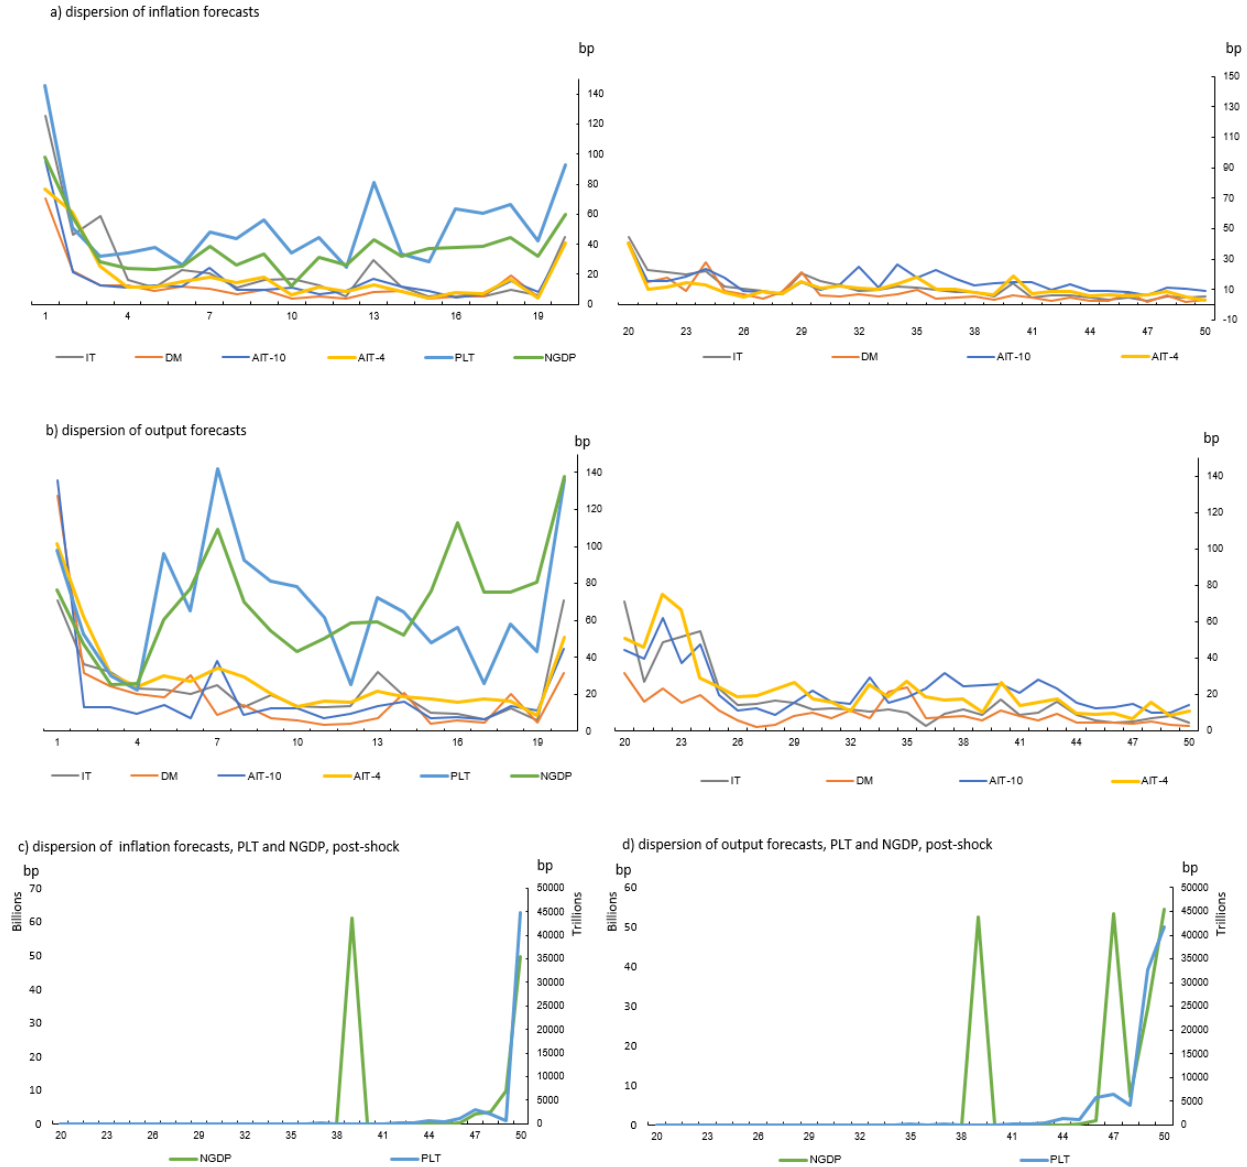 a) dispersion of inflation forecasts
bp bp
140 120 100 80 60 40 20 0
150 130 110 90 70 50 30 10 -10
1 4 7 10 13 16 19
20 23 26 29 32 35 38 41 44 47 50
IT DM AIT-10 AIT-4 PLT NGDP
IT DM AIT-10 AIT-4
b) dispersion of output forecasts
bp bp
140 120 100 80 60 40 20 0
140 120 100 80 60 40 20 0
1 4 7 10 13 16 19
20 23 26 29 32 35 38 41 44 47 50
IT DM AIT-10 AIT-4 PLT NGDP
IT DM AIT-10 AIT-4
c) dispersion of inflation forecasts, PLT and NGDP, post-shock
bp bp
Billions
70 60 50 40 30 20 10 0
50000 45000 40000 35000 30000 25000 20000 15000 10000 5000 0
Trillions
20 23 26 29 32 35 38 41 44 47 50
NGDP PLT
d) dispersion of output forecasts, PLT and NGDP, post-shock
bp bp
Billions
60 50 40 30 20 10 0
50000 45000 40000 35000 30000 25000 20000 15000 10000 5000 0
Trillions
20 23 26 29 32 35 38 41 44 47 50
NGDP PLT